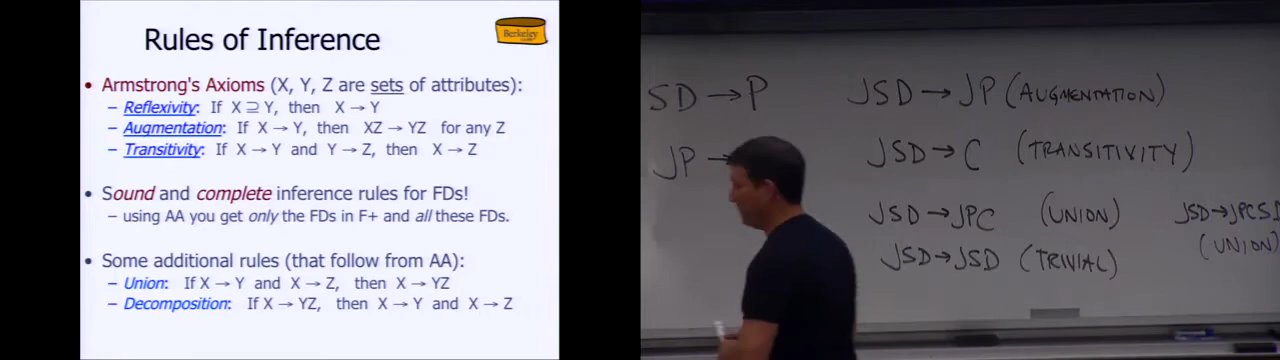 Rules of Inference
Berkeley
• Armstrong's Axioms (X, Y, Z are sets of attributes):
– Reflexivity: If X ⊇ Y, then X → Y
– Augmentation: If X → Y, then XZ → YZ for any Z
– Transitivity: If X → Y and Y → Z, then X → Z
• Sound and complete inference rules for FDs!
– using AA you get only the FDs in F+ and all these FDs.
• Some additional rules (that follow from AA):
– Union: If X → Y and X → Z, then X → YZ
– Decomposition: If X → YZ, then X → Y and X → Z
SD → P
JP →
JSD → JP (AUGMENTATION)
JSD → C (TRANSITIVITY)
JSD → JPC (UNION)
JSD → JSD (TRIVIAL)
JSD → JPCSD
(UNION)